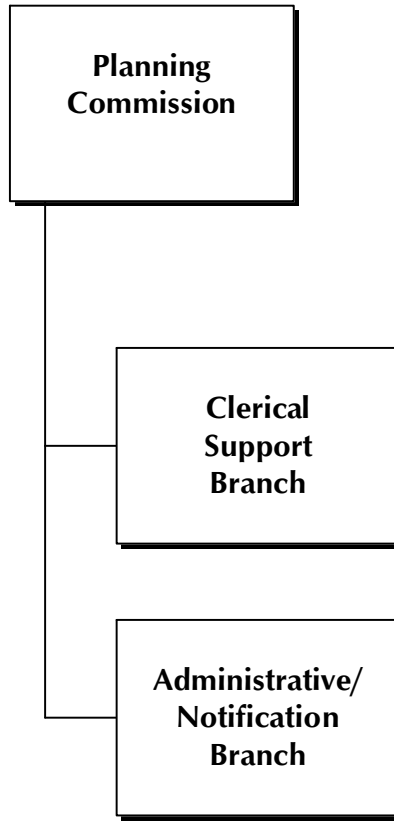 Planning
Commission
Clerical
Support
Branch
Administrative/
Notification
Branch